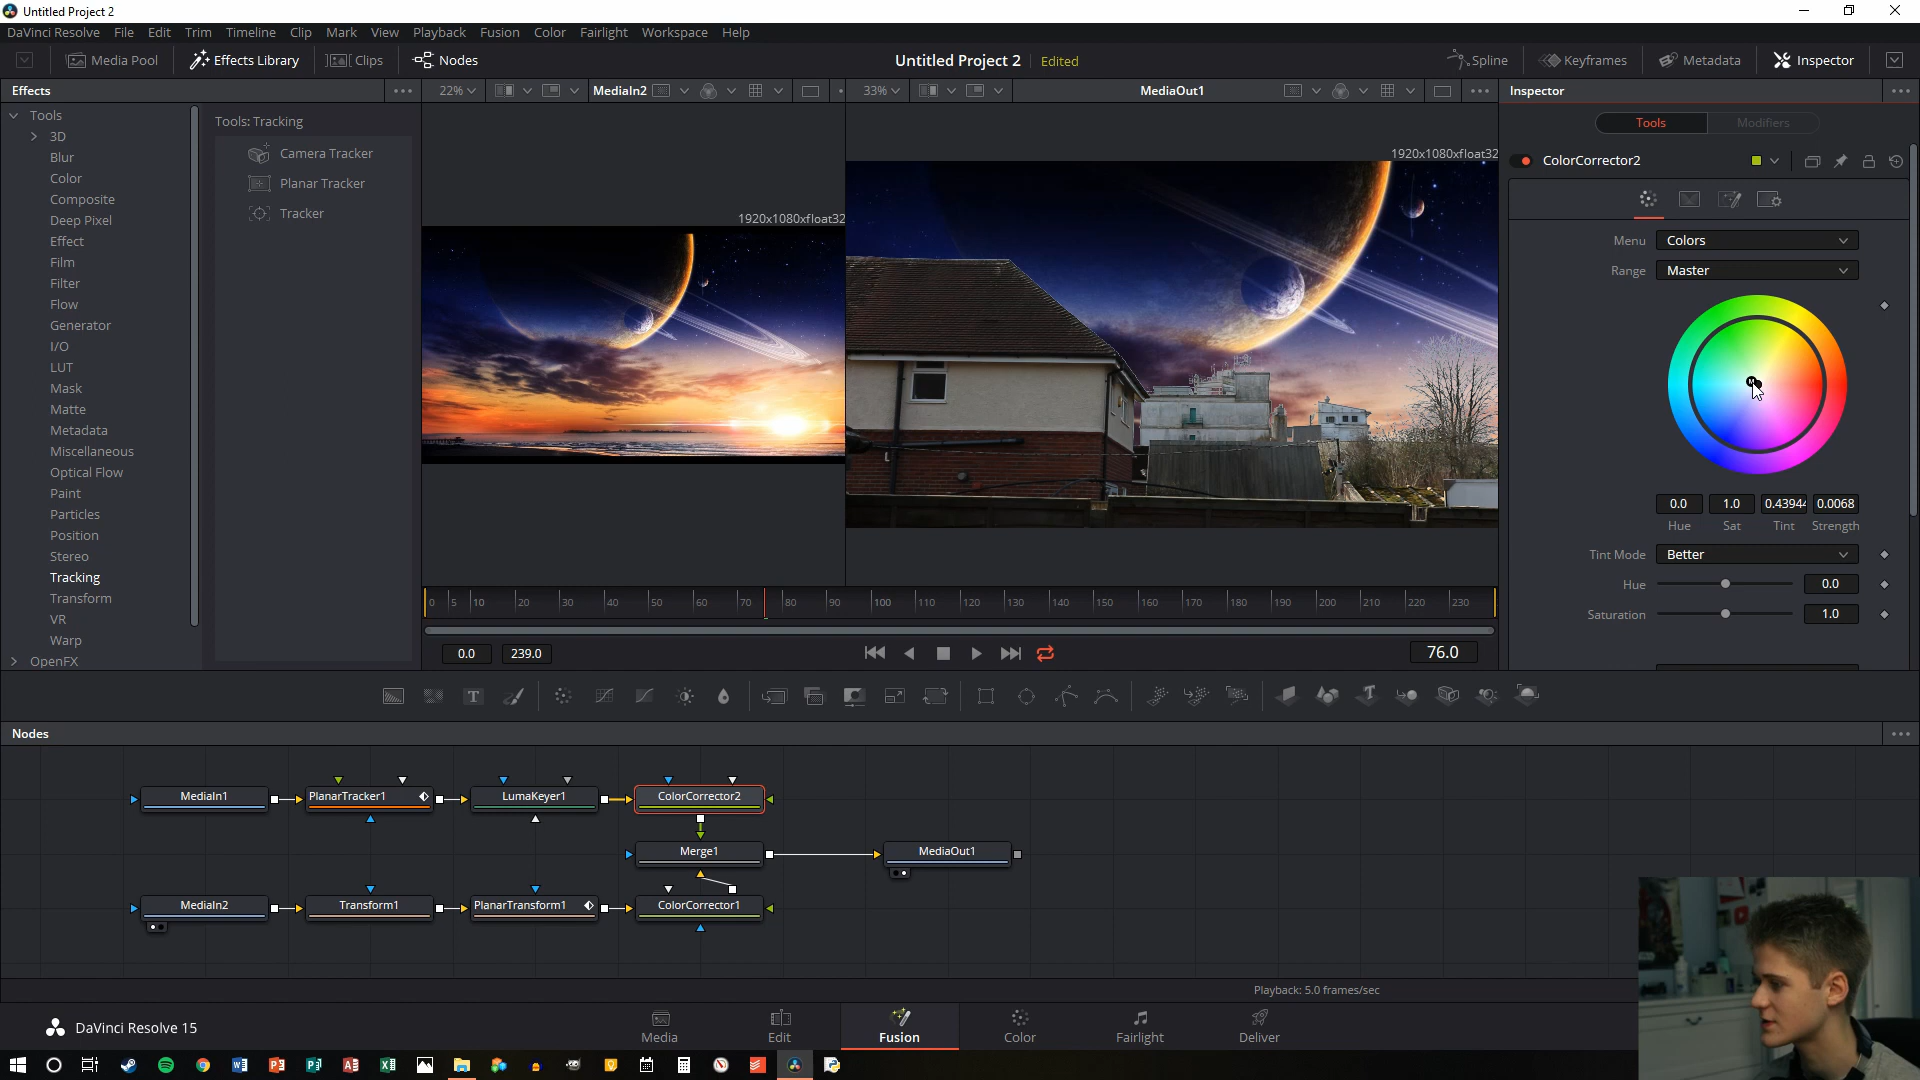 Untitled Project 2
DaVinci Resolve File Edit Trim Timeline Clip Mark View Playback Fusion Color Fairlight Workspace Help
Media Pool Effects Library Clips Nodes Untitled Project 2 Edited Spline Keyframes Metadata Inspector
Effects 22% MediaIn2 33% MediaOut1 Inspector
Tools
3D
Blur
Color
Composite
Deep Pixel
Effect
Film
Filter
Flow
Generator
I/O
LUT
Mask
Matte
Metadata
Miscellaneous
Optical Flow
Paint
Particles
Position
Stereo
Tracking
Transform
VR
Warp
OpenFX
Tools: Tracking
Camera Tracker
Planar Tracker
Tracker
1920x1080xfloat32
1920x1080xfloat32
Tools Modifiers
ColorCorrector2
Menu Colors
Range Master
M
0.0 1.0 0.43944 0.0068
Hue Sat Tint Strength
Tint Mode Better
Hue 0.0
Saturation 1.0
0 5 10 20 30 40 50 60 70 80 90 100 110 120 130 140 150 160 170 180 190 200 210 220 230
0.0 239.0 76.0
T
Nodes
MediaIn1 PlanarTracker1 LumaKeyer1 ColorCorrector2
Merge1 MediaOut1
MediaIn2 Transform1 PlanarTransform1 ColorCorrector1
Playback: 5.0 frames/sec
DaVinci Resolve 15 Media Edit Fusion Color Fairlight Deliver